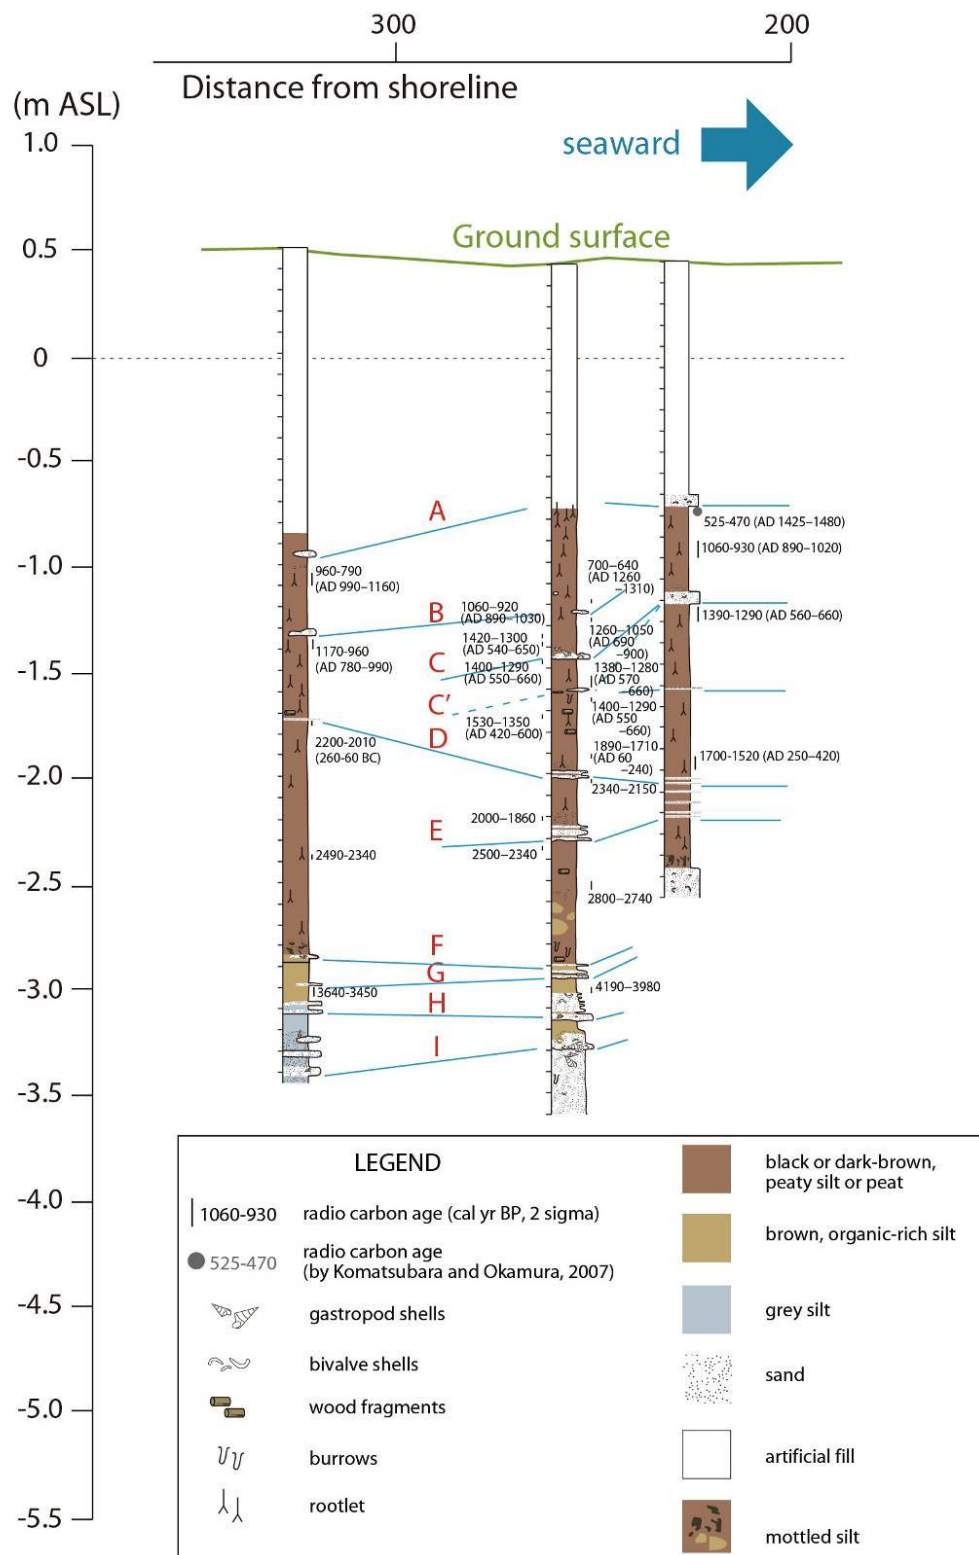 300
200
Distance from shoreline
(m ASL)
1.0
seaward
Ground surface
0.5
0
-0.5
A
525-470 (AD 1425–1480)
1060-930 (AD 890–1020)
-1.0
960-790
(AD 990–1160)
700–640
(AD 1260
–1310)
B
1060–920
(AD 890–1030)
1390-1290 (AD 560–660)
1170-960
(AD 780–990)
1420–1300
(AD 540–650)
1260–1050
(AD 690
–900)
-1.5
C
1400–1290
(AD 550–660)
1380–1280
(AD 570
–660)
C’
1400–1290
(AD 550
–660)
1530–1350
(AD 420–600)
D
2200-2010
(260-60 BC)
1890–1710
(AD 60
–240)
1700-1520 (AD 250–420)
-2.0
2340–2150
2000–1860
E
2490-2340
2500–2340
-2.5
2800–2740
F
G
-3.0
3640-3450
4190–3980
H
I
-3.5
-4.0
-4.5
-5.0
-5.5
LEGEND
1060-930 radio carbon age (cal yr BP, 2 sigma)
525-470 radio carbon age
(by Komatsubara and Okamura, 2007)
gastropod shells
bivalve shells
wood fragments
burrows
rootlet
black or dark-brown,
peaty silt or peat
brown, organic-rich silt
grey silt
sand
artificial fill
mottled silt